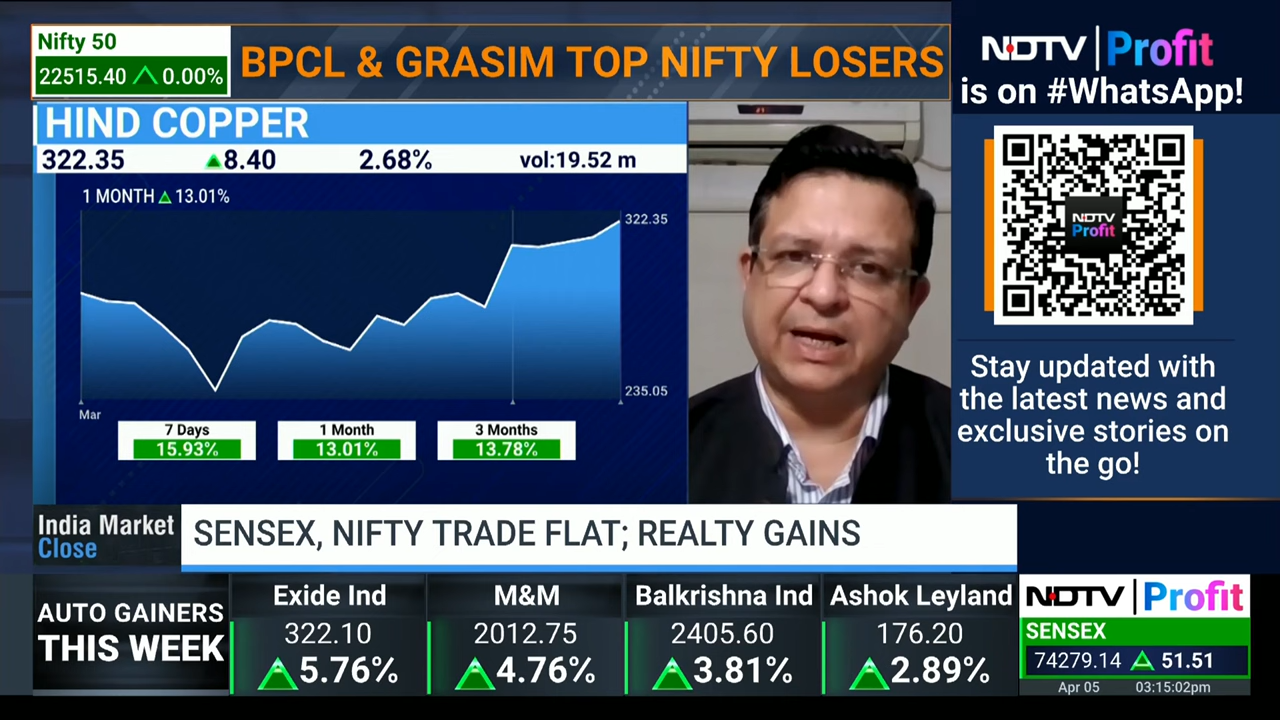 Nifty 50
22515.40 0.00%
BPCL & GRASIM TOP NIFTY LOSERS
HIND COPPER
322.35 8.40 2.68% vol:19.52 m
1 MONTH 13.01%
322.35
235.05
Mar
7 Days
15.93%
1 Month
13.01%
3 Months
13.78%
NDTV Profit
is on #WhatsApp!
NDTV
Profit
Stay updated with
the latest news and
exclusive stories on
the go!
India Market
Close
SENSEX, NIFTY TRADE FLAT; REALTY GAINS
AUTO GAINERS
THIS WEEK
Exide Ind
322.10
5.76%
M&M
2012.75
4.76%
Balkrishna Ind
2405.60
3.81%
Ashok Leyland
176.20
2.89%
NDTV Profit
SENSEX
74279.14 51.51
Apr 05 03:15:02pm